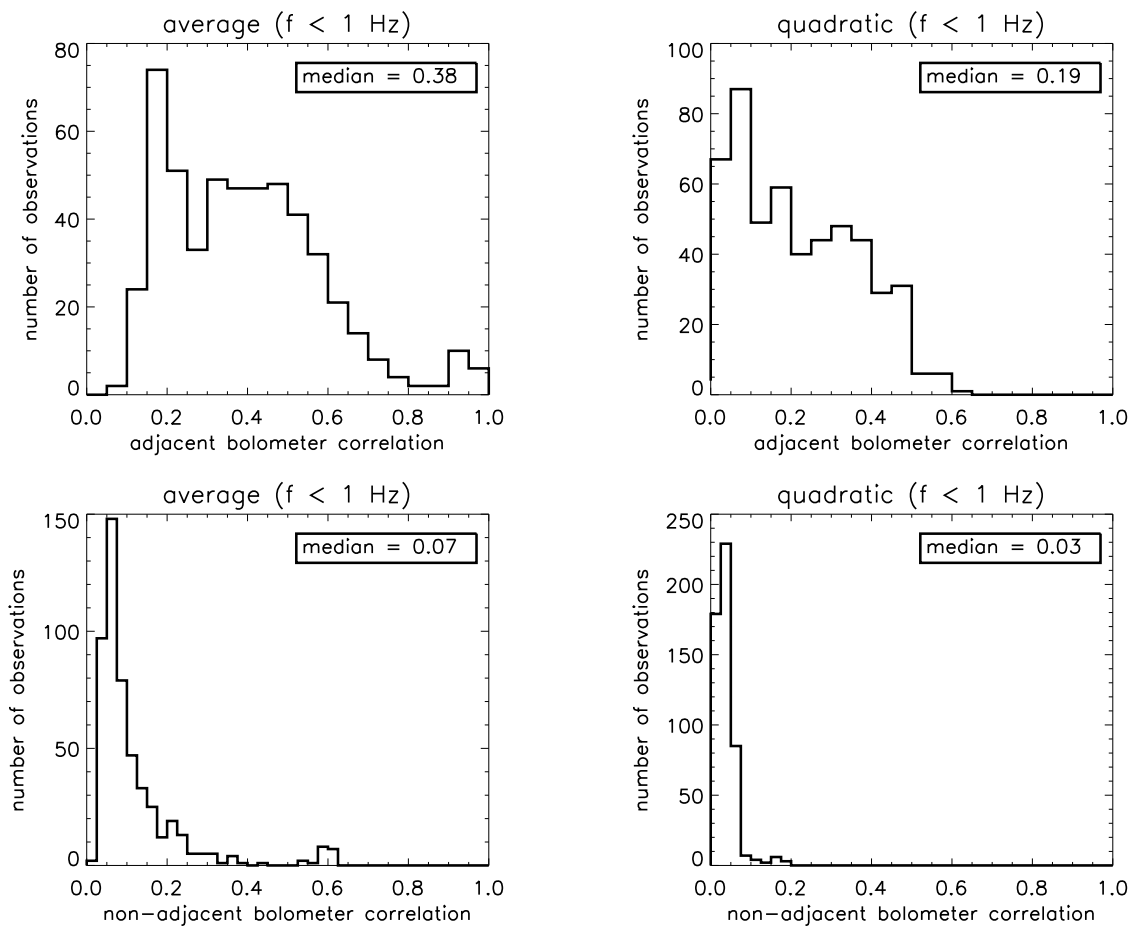 average (f < 1 Hz)
median = 0.38
number of observations
80
60
40
20
0
0.0 0.2 0.4 0.6 0.8 1.0
adjacent bolometer correlation
quadratic (f < 1 Hz)
median = 0.19
number of observations
100
80
60
40
20
0
0.0 0.2 0.4 0.6 0.8 1.0
adjacent bolometer correlation
average (f < 1 Hz)
median = 0.07
number of observations
150
100
50
0
0.0 0.2 0.4 0.6 0.8 1.0
non-adjacent bolometer correlation
quadratic (f < 1 Hz)
median = 0.03
number of observations
250
200
150
100
50
0
0.0 0.2 0.4 0.6 0.8 1.0
non-adjacent bolometer correlation